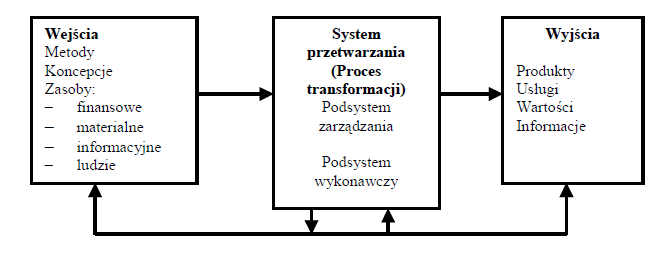 Wejścia
Metody
Koncepcje
Zasoby:
– finansowe
– materialne
– informacyjne
– ludzie
System
przetwarzania
(Proces
transformacji)
Podsystem
zarządzania
Podsystem
wykonawczy
Wyjścia
Produkty
Usługi
Wartości
Informacje